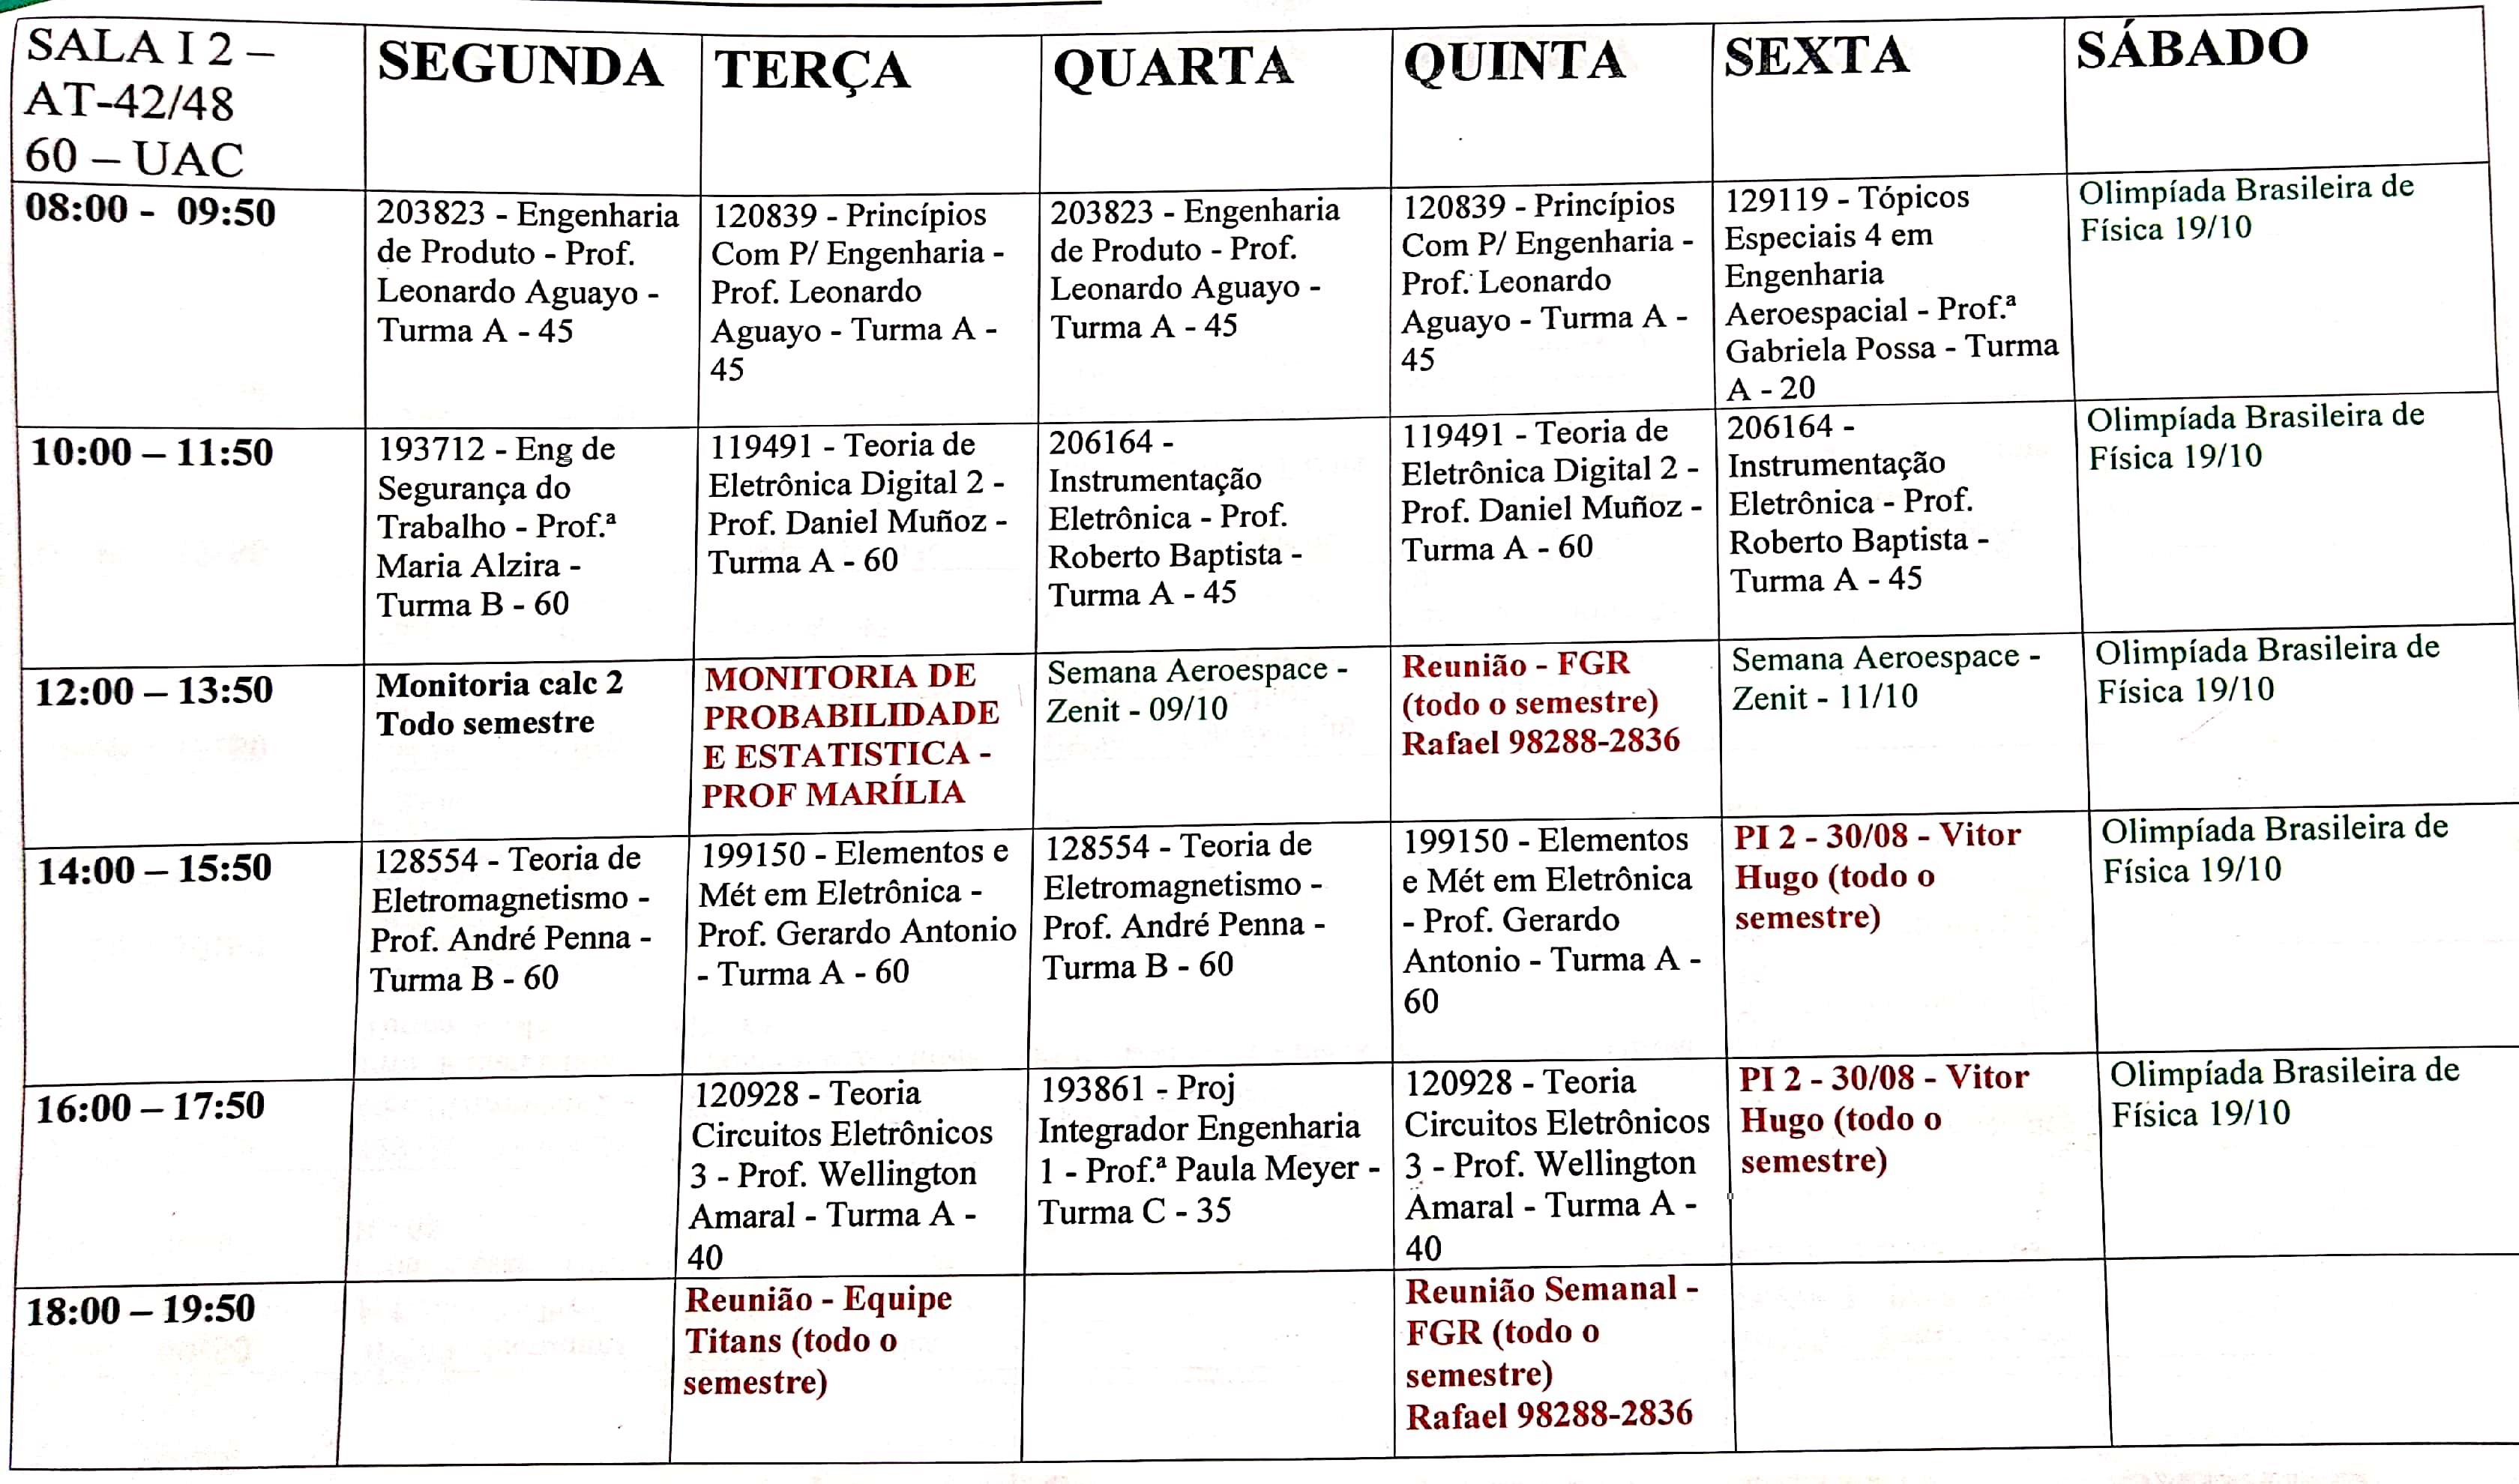 SALA I 2 –
AT-42/48
60 – UAC
SEGUNDA
TERÇA
QUARTA
QUINTA
SEXTA
SÁBADO
08:00 - 09:50
203823 - Engenharia
de Produto - Prof.
Leonardo Aguayo -
Turma A - 45
120839 - Princípios
Com P/ Engenharia -
Prof. Leonardo
Aguayo - Turma A -
45
203823 - Engenharia
de Produto - Prof.
Leonardo Aguayo -
Turma A - 45
120839 - Princípios
Com P/ Engenharia -
Prof. Leonardo
Aguayo - Turma A -
45
129119 - Tópicos
Especiais 4 em
Engenharia
Aeroespacial - Prof.ª
Gabriela Possa - Turma
A - 20
Olimpíada Brasileira de
Física 19/10
10:00 – 11:50
193712 - Eng de
Segurança do
Trabalho - Prof.ª
Maria Alzira -
Turma B - 60
119491 - Teoria de
Eletrônica Digital 2 -
Prof. Daniel Muñoz -
Turma A - 60
206164 -
Instrumentação
Eletrônica - Prof.
Roberto Baptista -
Turma A - 45
119491 - Teoria de
Eletrônica Digital 2 -
Prof. Daniel Muñoz -
Turma A - 60
206164 -
Instrumentação
Eletrônica - Prof.
Roberto Baptista -
Turma A - 45
Olimpíada Brasileira de
Física 19/10
12:00 – 13:50
Monitoria calc 2
Todo semestre
MONITORIA DE
PROBABILIDADE
E ESTATISTICA -
PROF MARÍLIA
Semana Aeroespace -
Zenit - 09/10
Reunião - FGR
(todo o semestre)
Rafael 98288-2836
Semana Aeroespace -
Zenit - 11/10
Olimpíada Brasileira de
Física 19/10
14:00 – 15:50
128554 - Teoria de
Eletromagnetismo -
Prof. André Penna -
Turma B - 60
199150 - Elementos e
Mét em Eletrônica -
Prof. Gerardo Antonio
- Turma A - 60
128554 - Teoria de
Eletromagnetismo -
Prof. André Penna -
Turma B - 60
199150 - Elementos
e Mét em Eletrônica
- Prof. Gerardo
Antonio - Turma A -
60
PI 2 - 30/08 - Vitor
Hugo (todo o
semestre)
Olimpíada Brasileira de
Física 19/10
16:00 – 17:50
120928 - Teoria
Circuitos Eletrônicos
3 - Prof. Wellington
Amaral - Turma A -
40
193861 - Proj
Integrador Engenharia
1 - Prof.ª Paula Meyer -
Turma C - 35
120928 - Teoria
Circuitos Eletrônicos
3 - Prof. Wellington
Amaral - Turma A -
40
PI 2 - 30/08 - Vitor
Hugo (todo o
semestre)
Olimpíada Brasileira de
Física 19/10
18:00 – 19:50
Reunião - Equipe
Titans (todo o
semestre)
Reunião Semanal -
FGR (todo o
semestre)
Rafael 98288-2836